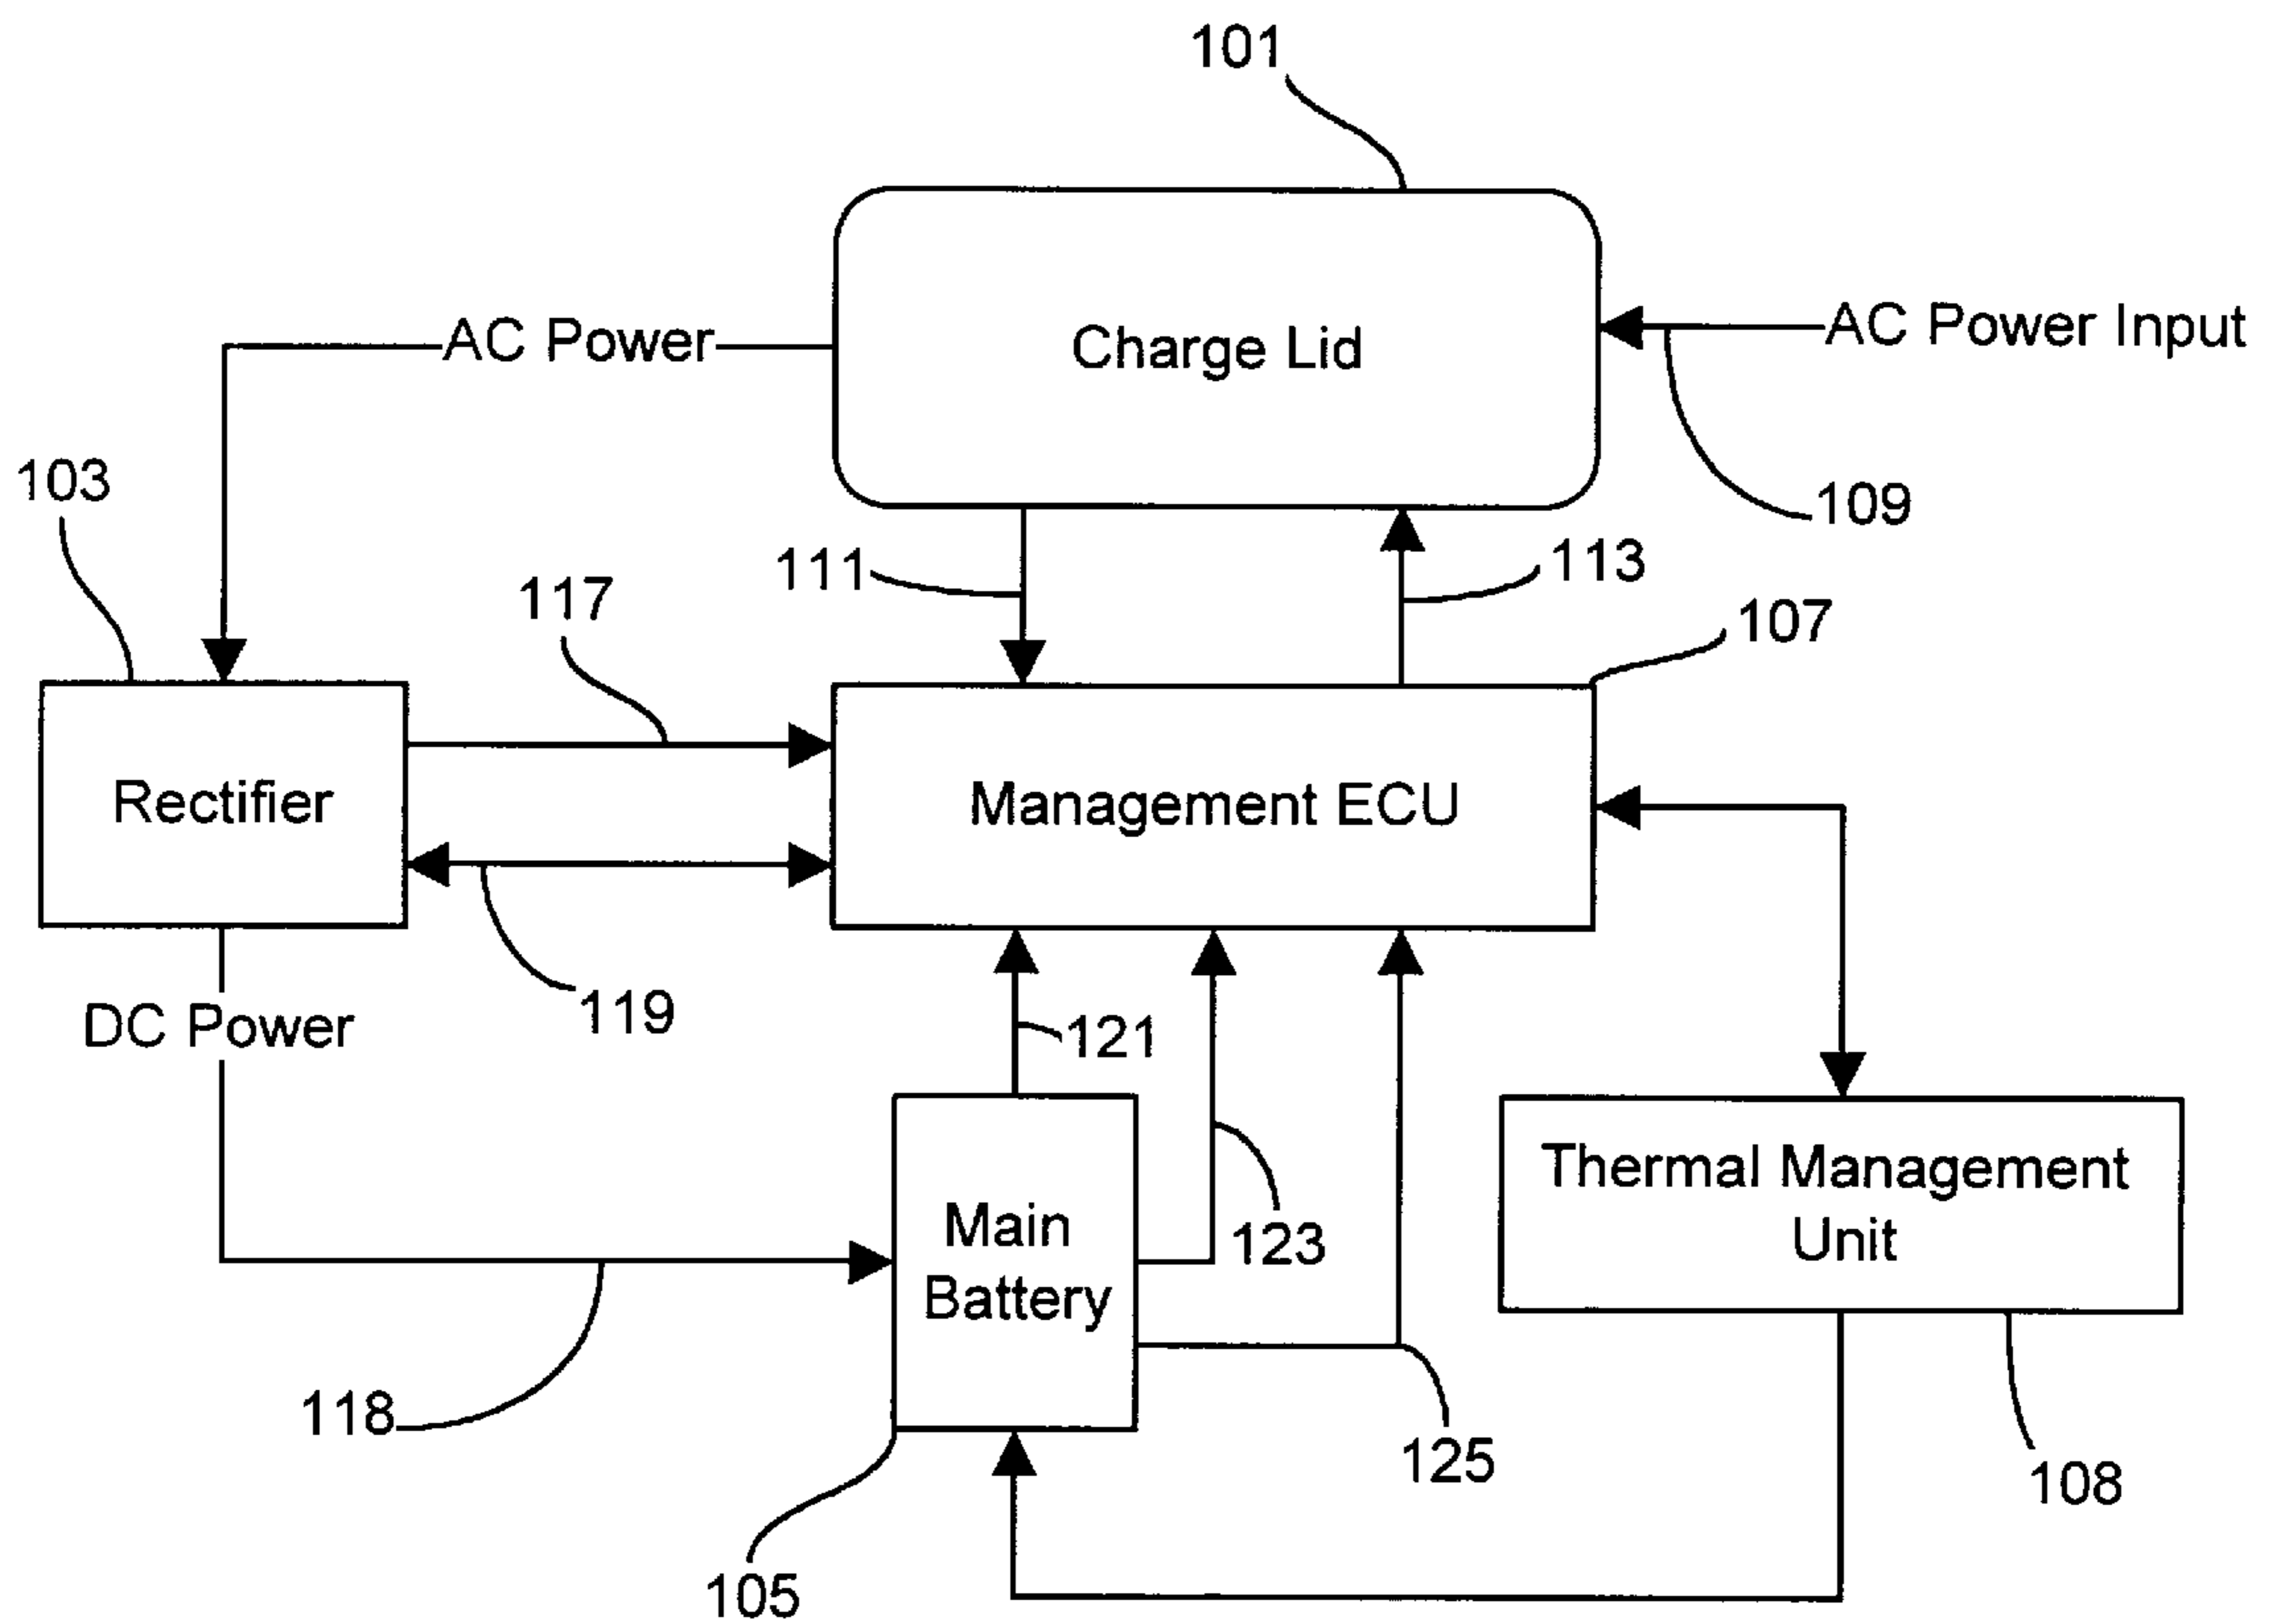 101
AC Power
Charge Lid
AC Power Input
103
109
111
113
117
107
Rectifier
Management ECU
119
DC Power
121
Thermal Management
Unit
123
Main
Battery
118
125
108
105